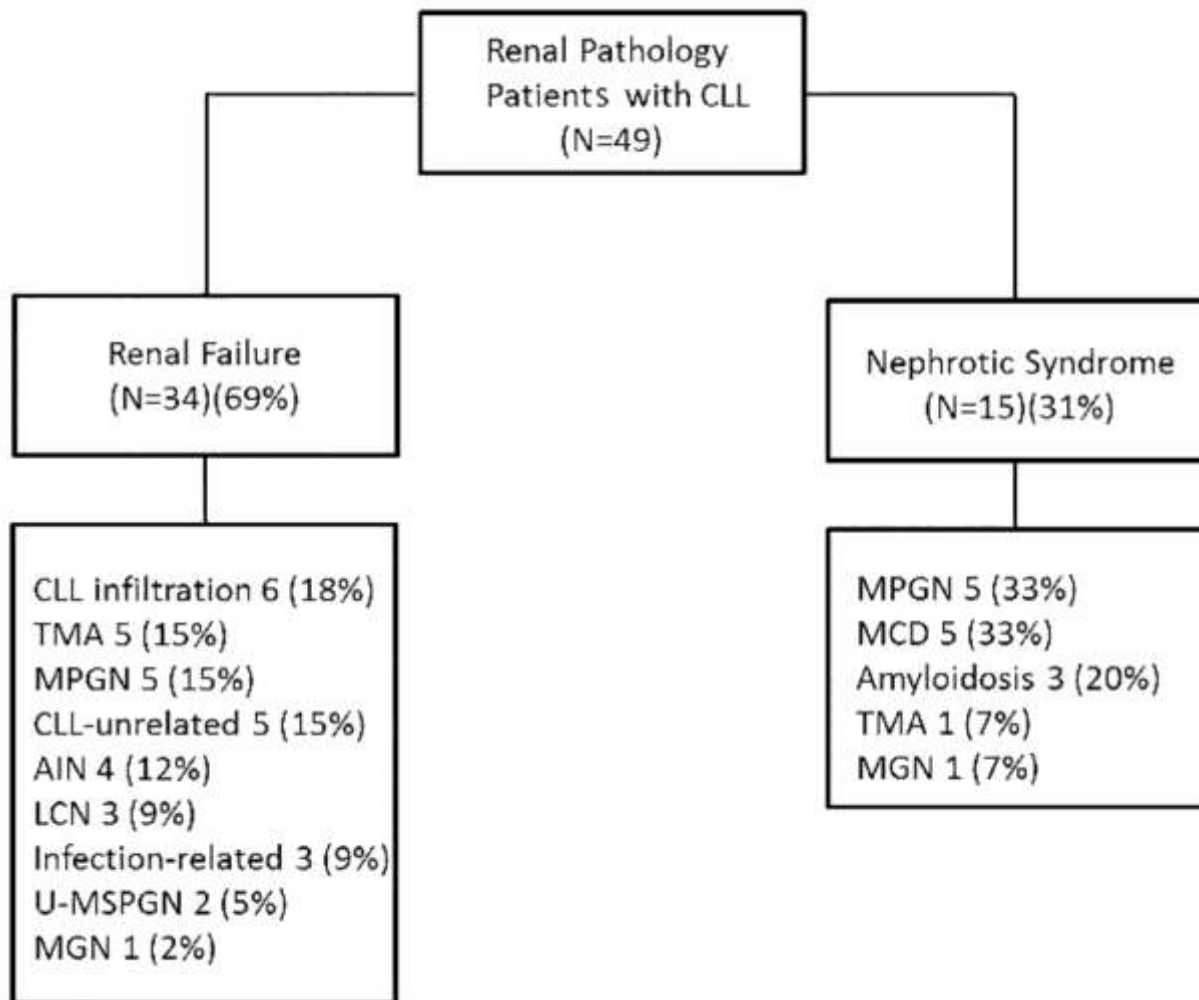 Renal Pathology
Patients with CLL
(N=49)
Renal Failure
(N=34)(69%)
Nephrotic Syndrome
(N=15)(31%)
CLL infiltration 6 (18%)
TMA 5 (15%)
MPGN 5 (15%)
CLL-unrelated 5 (15%)
AIN 4 (12%)
LCN 3 (9%)
Infection-related 3 (9%)
U-MSPGN 2 (5%)
MGN 1 (2%)
MPGN 5 (33%)
MCD 5 (33%)
Amyloidosis 3 (20%)
TMA 1 (7%)
MGN 1 (7%)